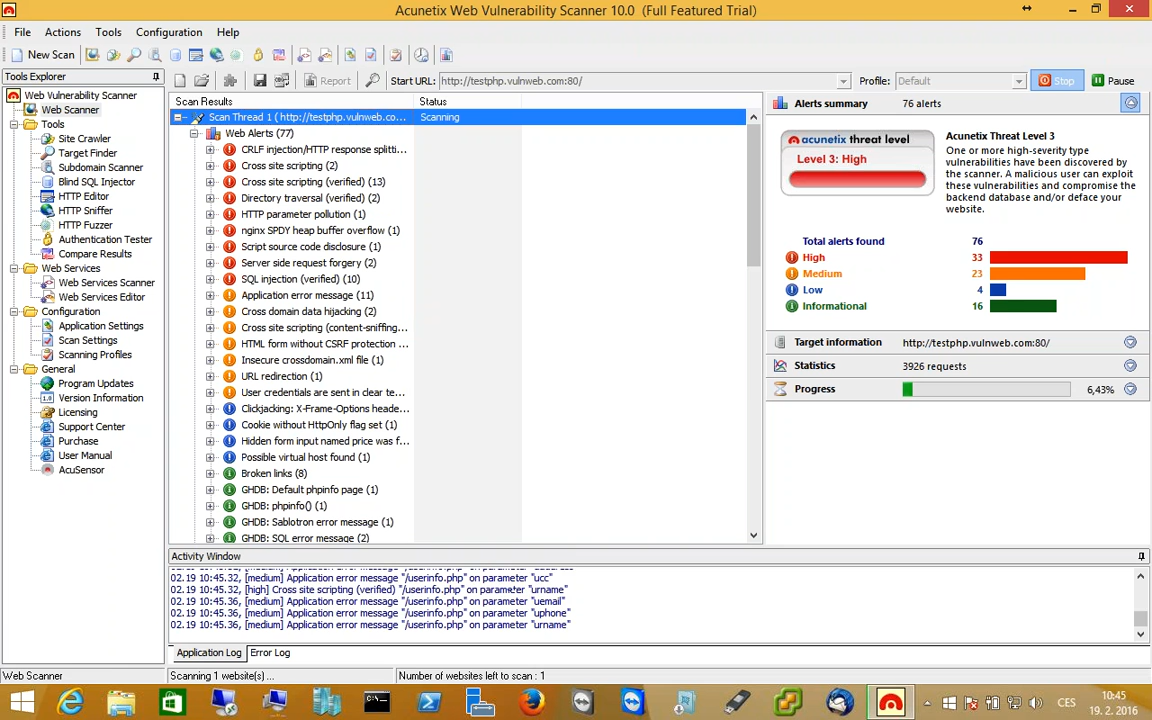 Acunetix Web Vulnerability Scanner 10.0 (Full Featured Trial)
File Actions Tools Configuration Help
New Scan
Tools Explorer
Web Vulnerability Scanner
Web Scanner
Tools
Site Crawler
Target Finder
Subdomain Scanner
Blind SQL Injector
HTTP Editor
HTTP Sniffer
HTTP Fuzzer
Authentication Tester
Compare Results
Web Services
Web Services Scanner
Web Services Editor
Configuration
Application Settings
Scan Settings
Scanning Profiles
General
Program Updates
Version Information
Licensing
Support Center
Purchase
User Manual
AcuSensor
Report Start URL: http://testphp.vulnweb.com:80/ Profile: Default Stop Pause
Scan Results Status
Scan Thread 1 ( http://testphp.vulnweb.co... Scanning
Web Alerts (77)
CRLF injection/HTTP response splitti...
Cross site scripting (2)
Cross site scripting (verified) (13)
Directory traversal (verified) (2)
HTTP parameter pollution (1)
nginx SPDY heap buffer overflow (1)
Script source code disclosure (1)
Server side request forgery (2)
SQL injection (verified) (10)
Application error message (11)
Cross domain data hijacking (2)
Cross site scripting (content-sniffing...
HTML form without CSRF protection ...
Insecure crossdomain.xml file (1)
URL redirection (1)
User credentials are sent in clear te...
Clickjacking: X-Frame-Options heade...
Cookie without HttpOnly flag set (1)
Hidden form input named price was f...
Possible virtual host found (1)
Broken links (8)
GHDB: Default phpinfo page (1)
GHDB: phpinfo() (1)
GHDB: Sablotron error message (1)
GHDB: SQL error message (2)
Alerts summary 76 alerts
acunetix threat level
Level 3: High
Acunetix Threat Level 3
One or more high-severity type
vulnerabilities have been discovered by
the scanner. A malicious user can exploit
these vulnerabilities and compromise the
backend database and/or deface your
website.
Total alerts found 76
High 33
Medium 23
Low 4
Informational 16
Target information http://testphp.vulnweb.com:80/
Statistics 3926 requests
Progress 6,43%
Activity Window
02.19 10:45.32, [medium] Application error message "/userinfo.php" on parameter "ucc"
02.19 10:45.32, [high] Cross site scripting (verified) "/userinfo.php" on parameter "urname"
02.19 10:45.36, [medium] Application error message "/userinfo.php" on parameter "uemail"
02.19 10:45.36, [medium] Application error message "/userinfo.php" on parameter "uphone"
02.19 10:45.36, [medium] Application error message "/userinfo.php" on parameter "urname"
Application Log Error Log
Web Scanner Scanning 1 website(s) ... Number of websites left to scan : 1
CES
10:45
19. 2. 2016